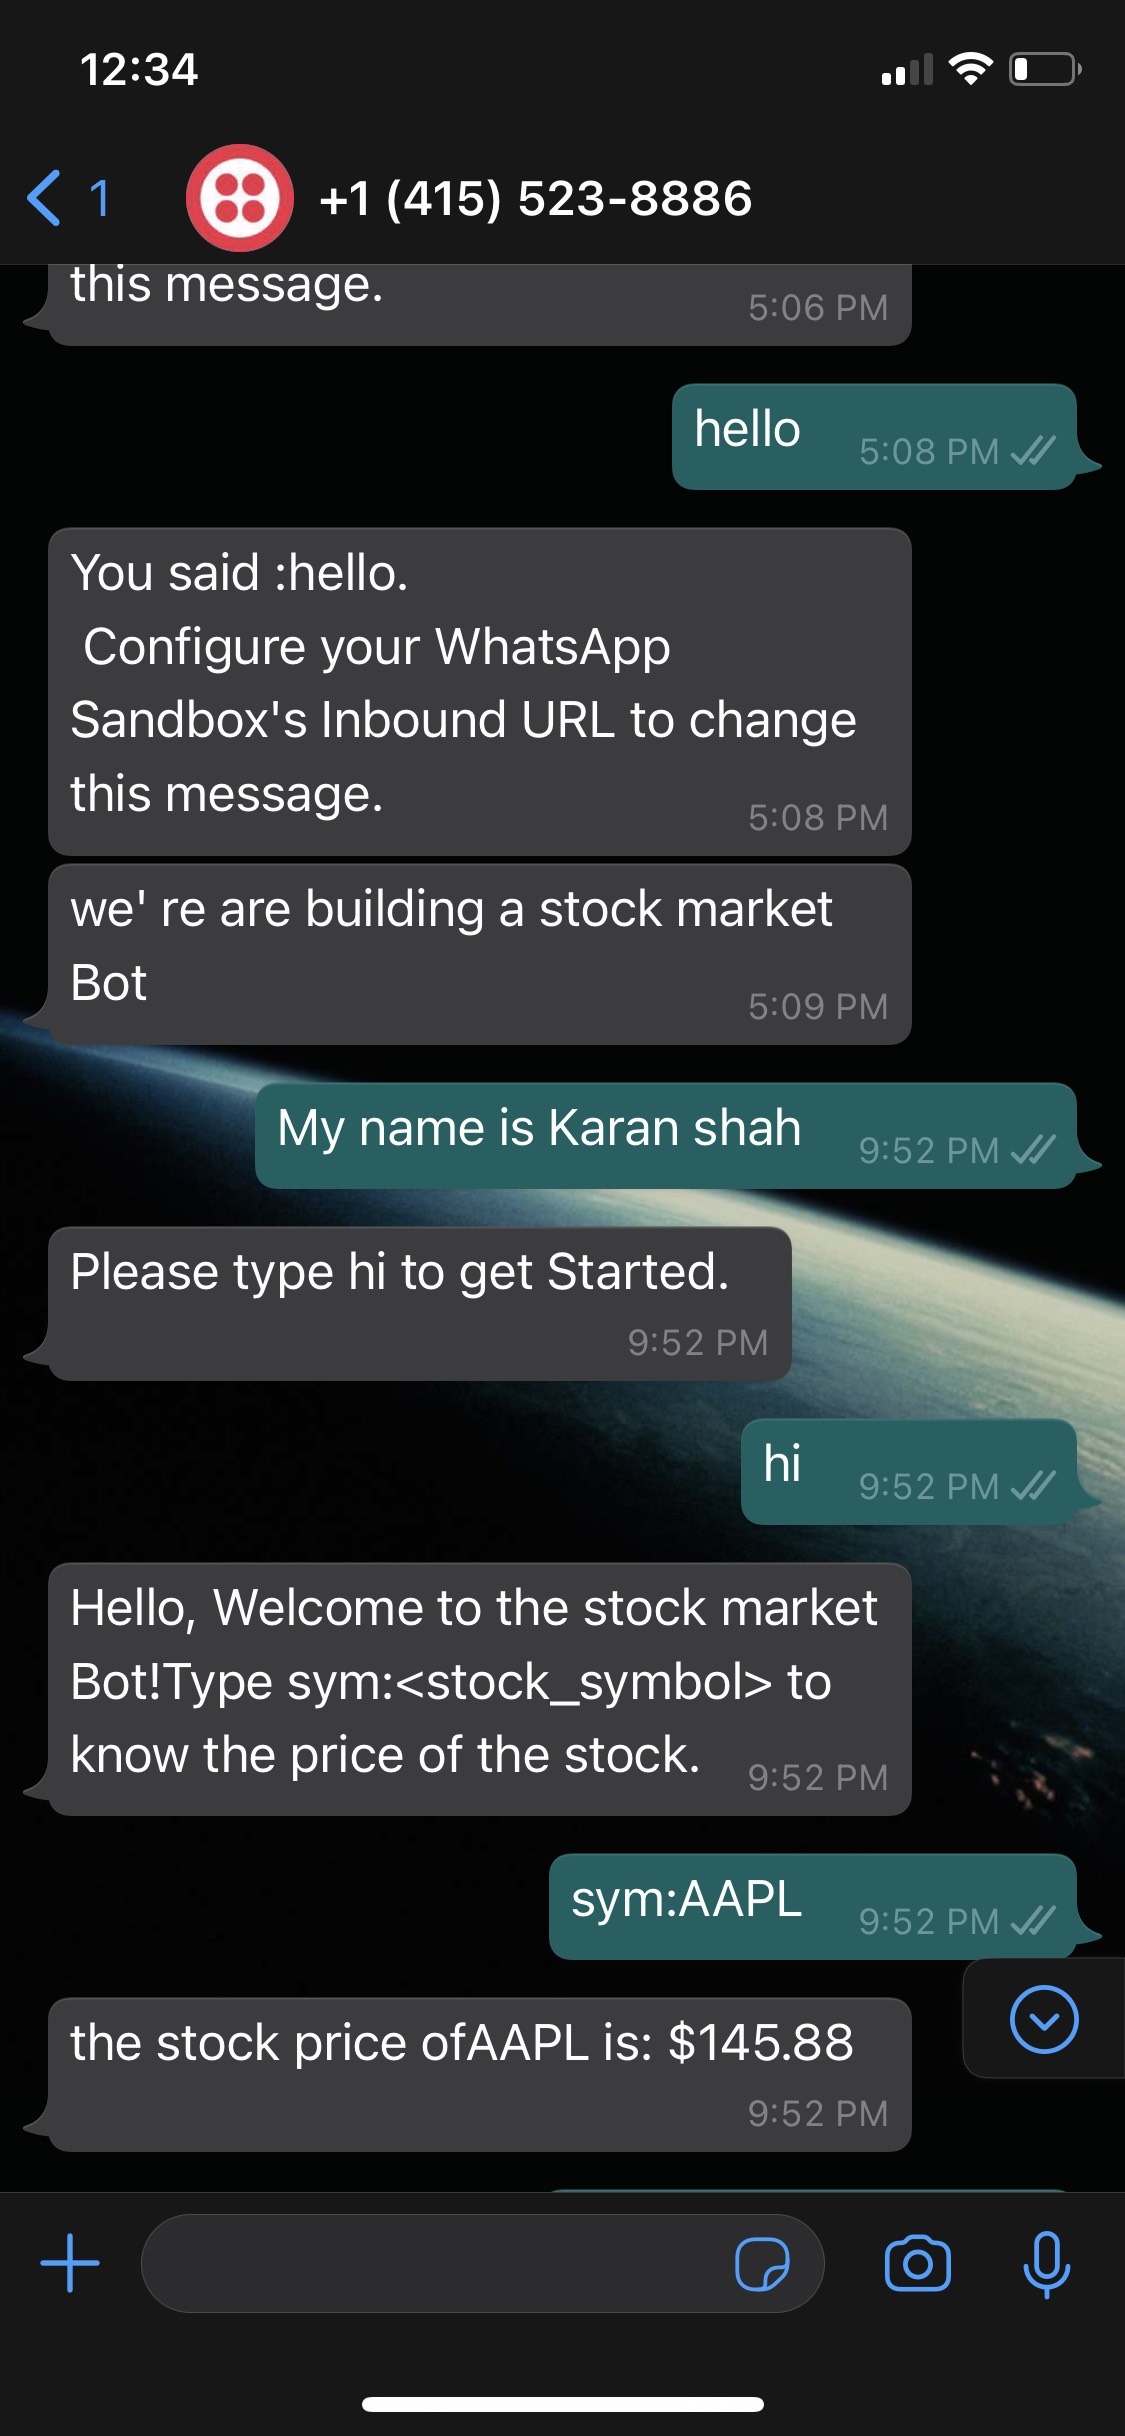 12:34
1
+1 (415) 523-8886
this message.
5:06 PM
hello
5:08 PM
You said :hello.
Configure your WhatsApp
Sandbox's Inbound URL to change
this message.
5:08 PM
we' re are building a stock market
Bot
5:09 PM
My name is Karan shah
9:52 PM
Please type hi to get Started.
9:52 PM
hi
9:52 PM
Hello, Welcome to the stock market
Bot!Type sym:<stock_symbol> to
know the price of the stock.
9:52 PM
sym:AAPL
9:52 PM
the stock price ofAAPL is: $145.88
9:52 PM